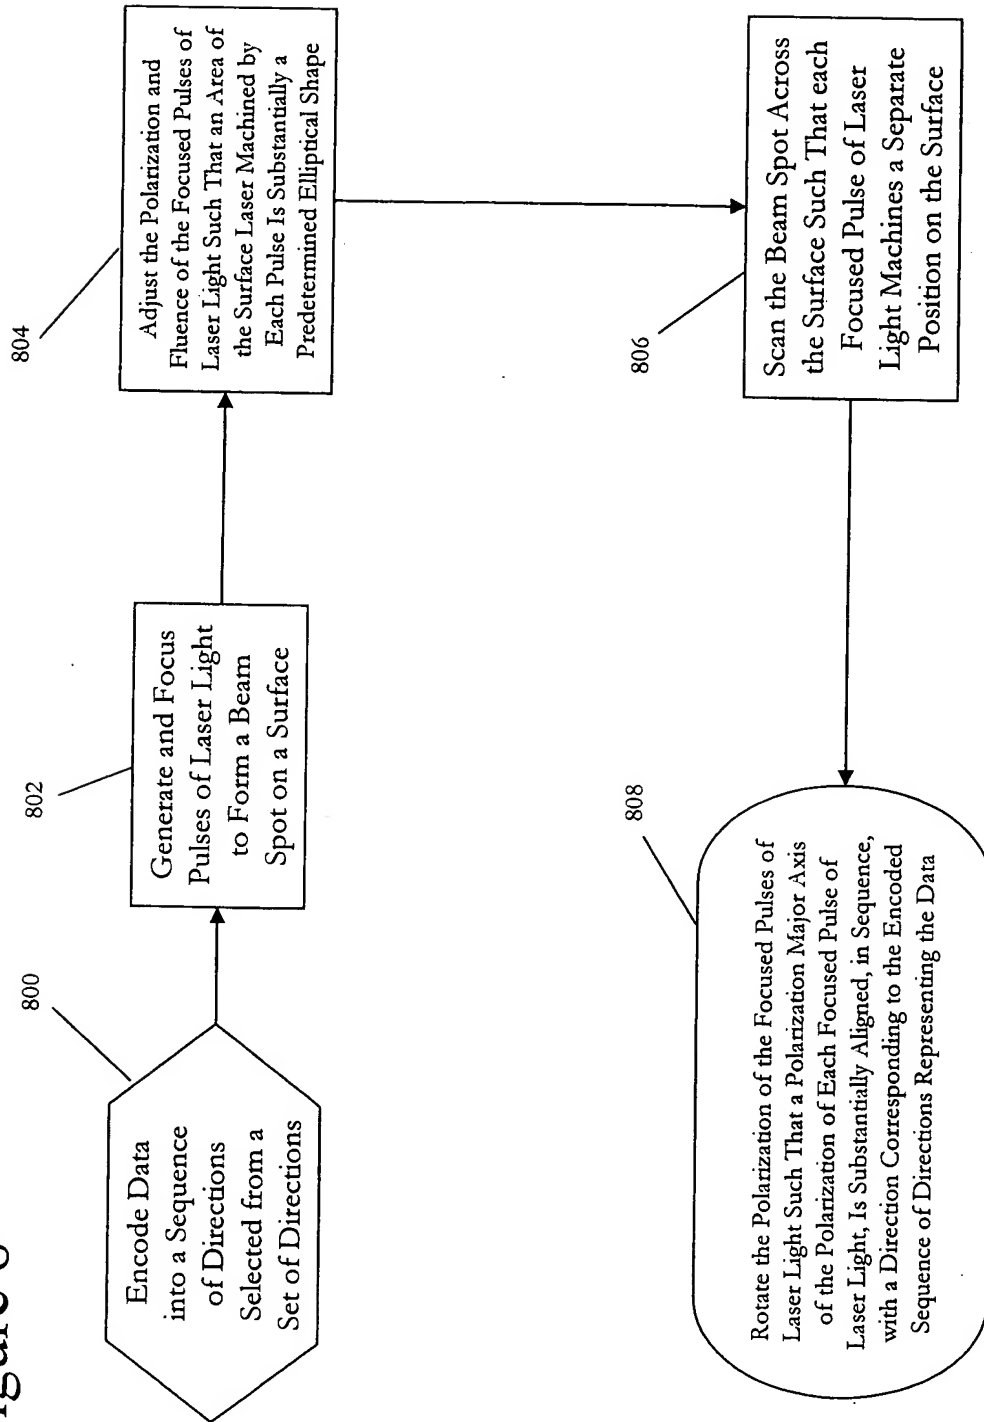 800
Encode Data
into a Sequence
of Directions
Selected from a
Set of Directions
802
Generate and Focus
Pulses of Laser Light
to Form a Beam
Spot on a Surface
804
Adjust the Polarization and
Fluence of the Focused Pulses of
Laser Light Such That an Area of
the Surface Laser Machined by
Each Pulse Is Substantially a
Predetermined Elliptical Shape
806
Scan the Beam Spot Across
the Surface Such That each
Focused Pulse of Laser
Light Machines a Separate
Position on the Surface
808
Rotate the Polarization of the Focused Pulses of
Laser Light Such That a Polarization Major Axis
of the Polarization of Each Focused Pulse of
Laser Light, Is Substantially Aligned, in Sequence,
with a Direction Corresponding to the Encoded
Sequence of Directions Representing the Data